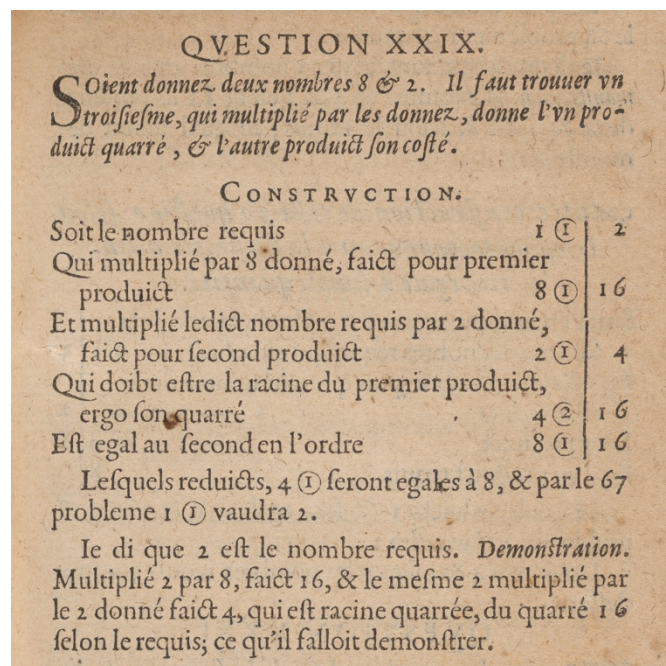 QVESTION XXIX.
SOient donnez deux nombres 8 & 2. Il faut trouuer vn
troiſieſme, qui multiplié par les donnez, donne l'vn pro-
duict quarré, & l'autre produict ſon coſté.
CONSTRVCTION.
Soit le nombre requis 1 ① 2
Qui multiplié par 8 donné, faict pour premier
produict 8 ① 16
Et multiplié ledict nombre requis par 2 donné,
faict pour ſecond produict 2 ① 4
Qui doibt eſtre la racine du premier produict,
ergo ſon quarré 4 ② 16
Eſt egal au ſecond en l'ordre 8 ① 16
Leſquels reduicts, 4 ① ſeront egales à 8, & par le 67
probleme 1 ① vaudra 2.
Ie di que 2 eſt le nombre requis. Demonſtration.
Multiplié 2 par 8, faict 16, & le meſme 2 multiplié par
le 2 donné faict 4, qui eſt racine quarrée, du quarré 16
ſelon le requis; ce qu'il falloit demonſtrer.